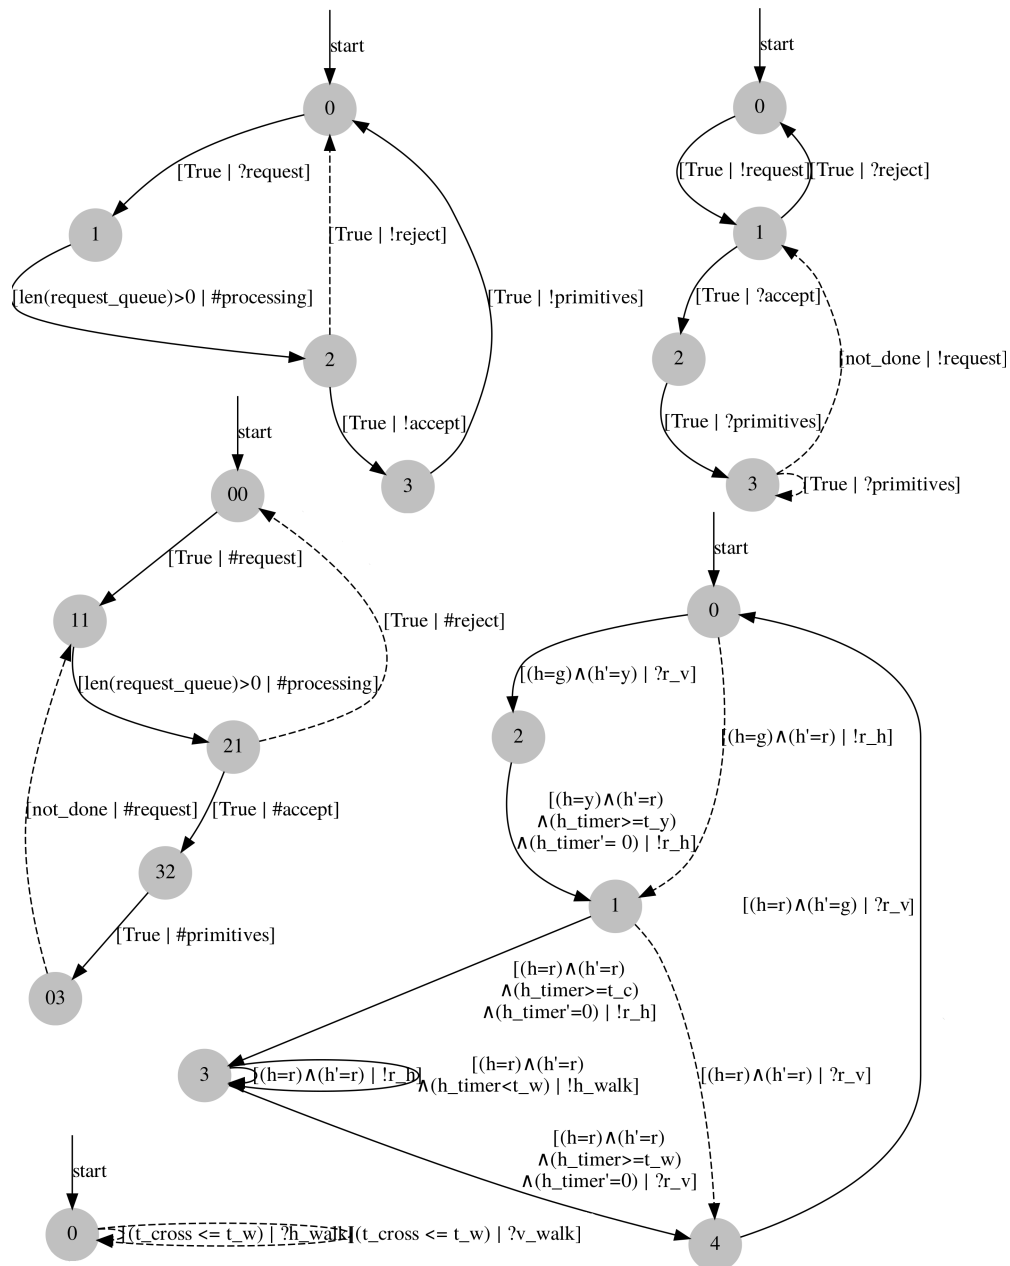 start
0
[True | ?request]
1
[len(request_queue)>0 | #processing]
[True | !reject]
[True | !primitives]
2
[True | !accept]
3
start
0
[True | !request]
[True | ?reject]
1
[True | ?accept]
2
[not_done | !request]
[True | ?primitives]
3
[True | ?primitives]
start
00
[True | #request]
11
[True | #reject]
[len(request_queue)>0 | #processing]
21
[not_done | #request]
[True | #accept]
32
[True | #primitives]
03
start
0
[(h=g)∧(h'=y) | ?r_v]
2
[(h=g)∧(h'=r) | !r_h]
[(h=y)∧(h'=r)
∧(h_timer>=t_y)
∧(h_timer'= 0) | !r_h]
1
[(h=r)∧(h'=g) | ?r_v]
[(h=r)∧(h'=r)
∧(h_timer>=t_c)
∧(h_timer'=0) | !r_h]
3
[(h=r)∧(h'=r) | !r_h]
[(h=r)∧(h'=r)
∧(h_timer<t_w) | !h_walk]
[(h=r)∧(h'=r) | ?r_v]
[(h=r)∧(h'=r)
∧(h_timer>=t_w)
∧(h_timer'=0) | ?r_v]
4
start
0
[(t_cross <= t_w) | ?h_walk]
[(t_cross <= t_w) | ?v_walk]